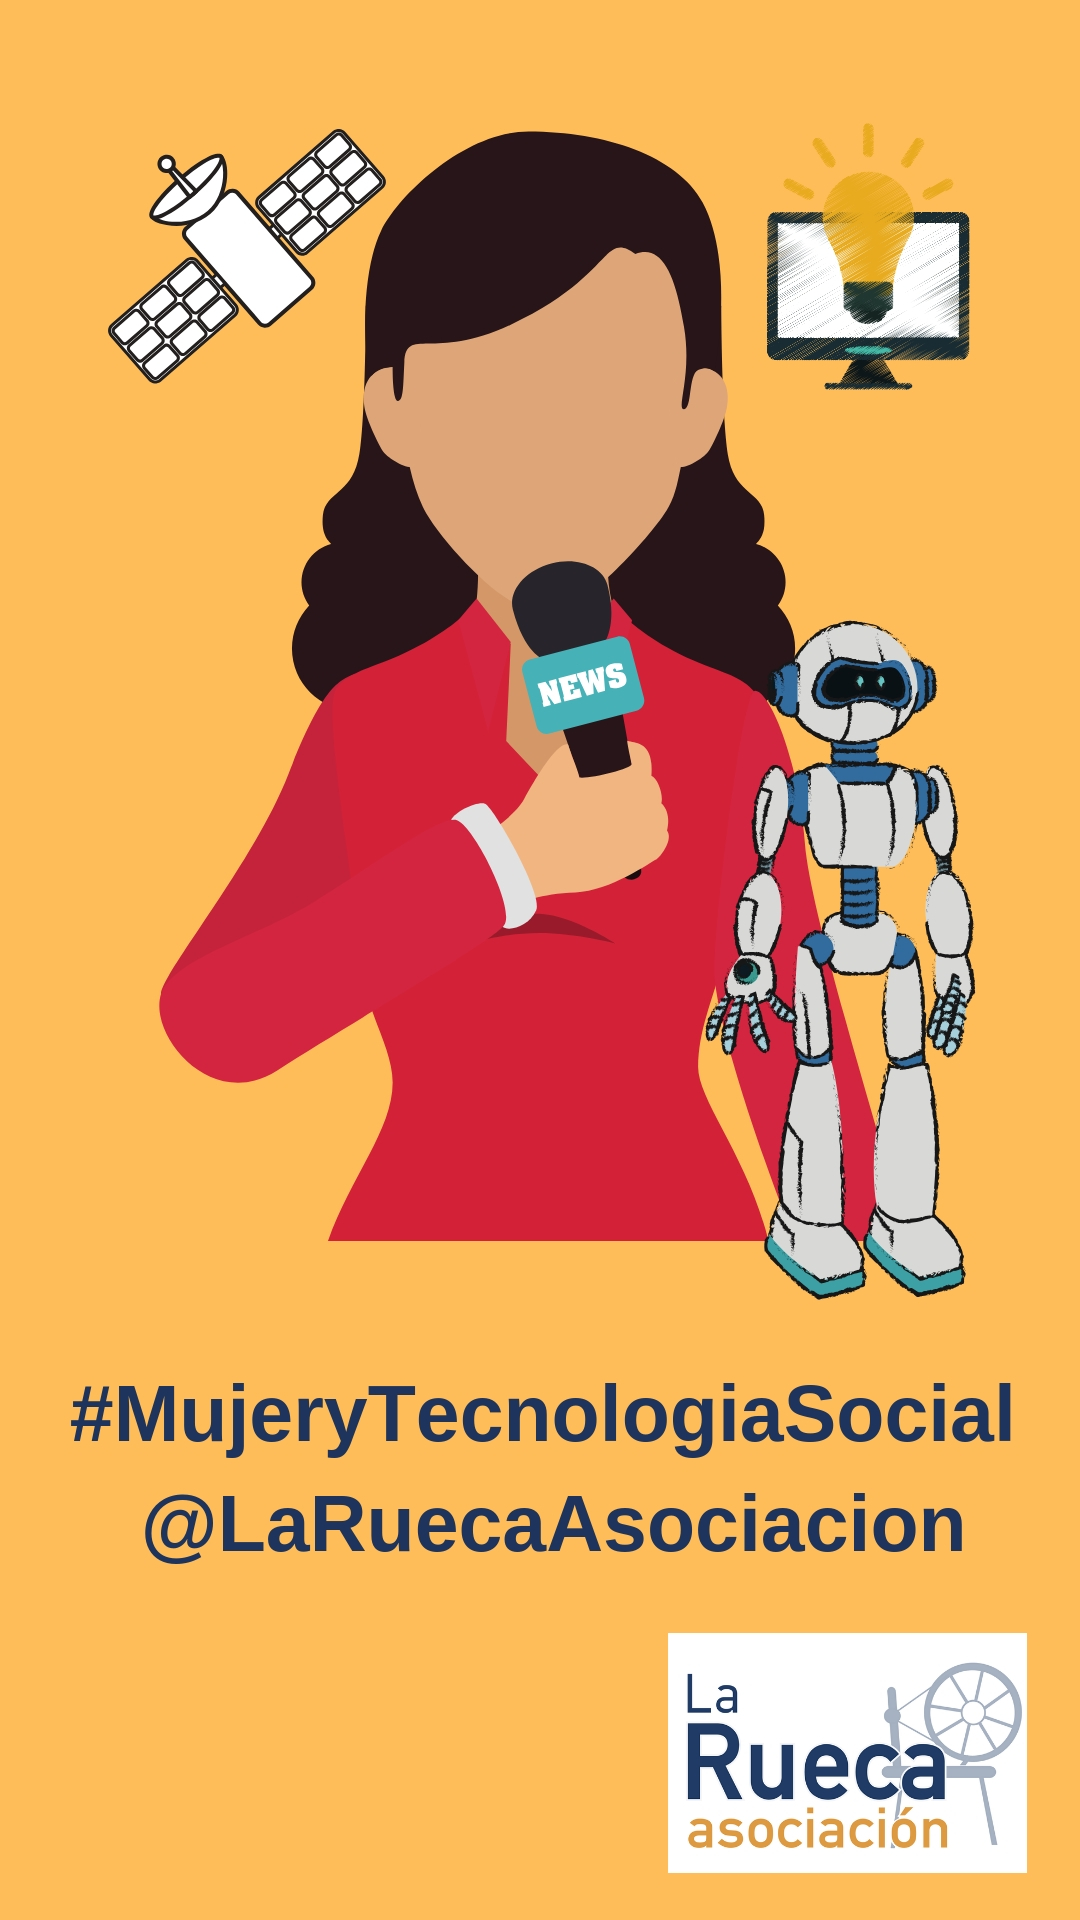 NEWS
#MujeryTecnologiaSocial
@LaRuecaAsociacion
La
Rueca
asociación